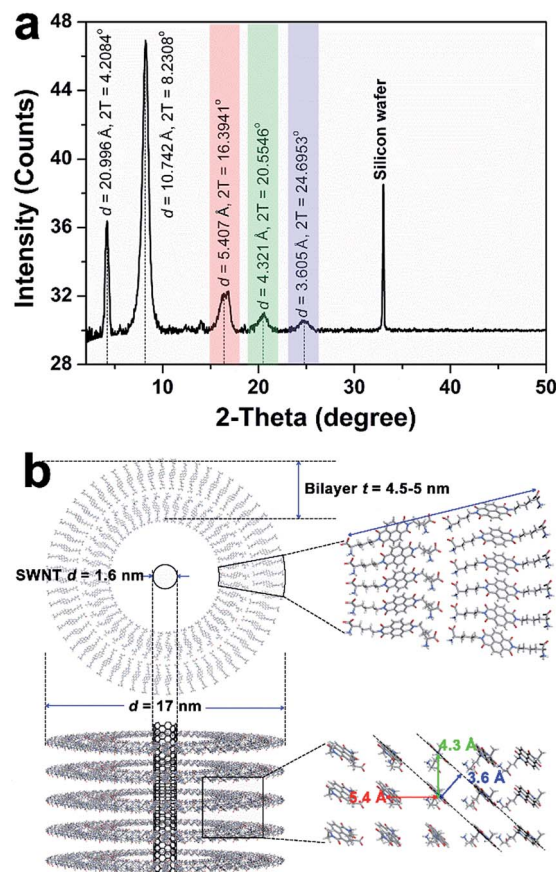 a
48
44
40
36
32
28
Intensity (Counts)
d = 20.996 Å, 2T = 4.2084°
d = 10.742 Å, 2T = 8.2308°
d = 5.407 Å, 2T = 16.3941°
d = 4.321 Å, 2T = 20.5546°
d = 3.605 Å, 2T = 24.6953°
Silicon wafer
10 20 30 40 50
2-Theta (degree)
b
Bilayer t = 4.5-5 nm
SWNT d = 1.6 nm
d = 17 nm
4.3 Å
3.6 Å
5.4 Å